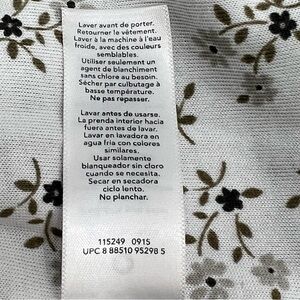 Laver avant de porter.
Retourner le vêtement.
Laver à la machine à l'eau
froide, avec des couleurs
semblables.
Utiliser seulement un
agent de blanchiment
sans chlore au besoin.
Sécher par culbutage à
basse température.
Ne pas repasser.
Lavar antes de usarse.
La prenda interior hacia
fuera antes de lavar.
Lavar en lavadora en
agua fria con colores
similares.
Usar solamente
blanqueador sin cloro
cuando se necesita.
Secar en secadora
ciclo lento.
No planchar.
115249 0915
UPC 8 88510 95298 5